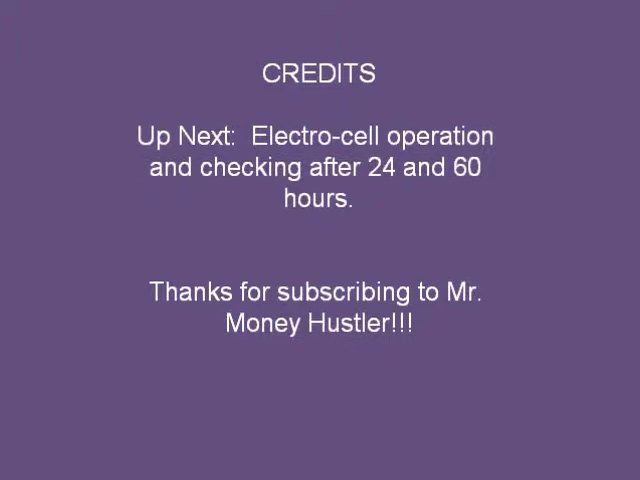 CREDITS
Up Next:  Electro-cell operation
and checking after 24 and 60
hours.
Thanks for subscribing to Mr.
Money Hustler!!!